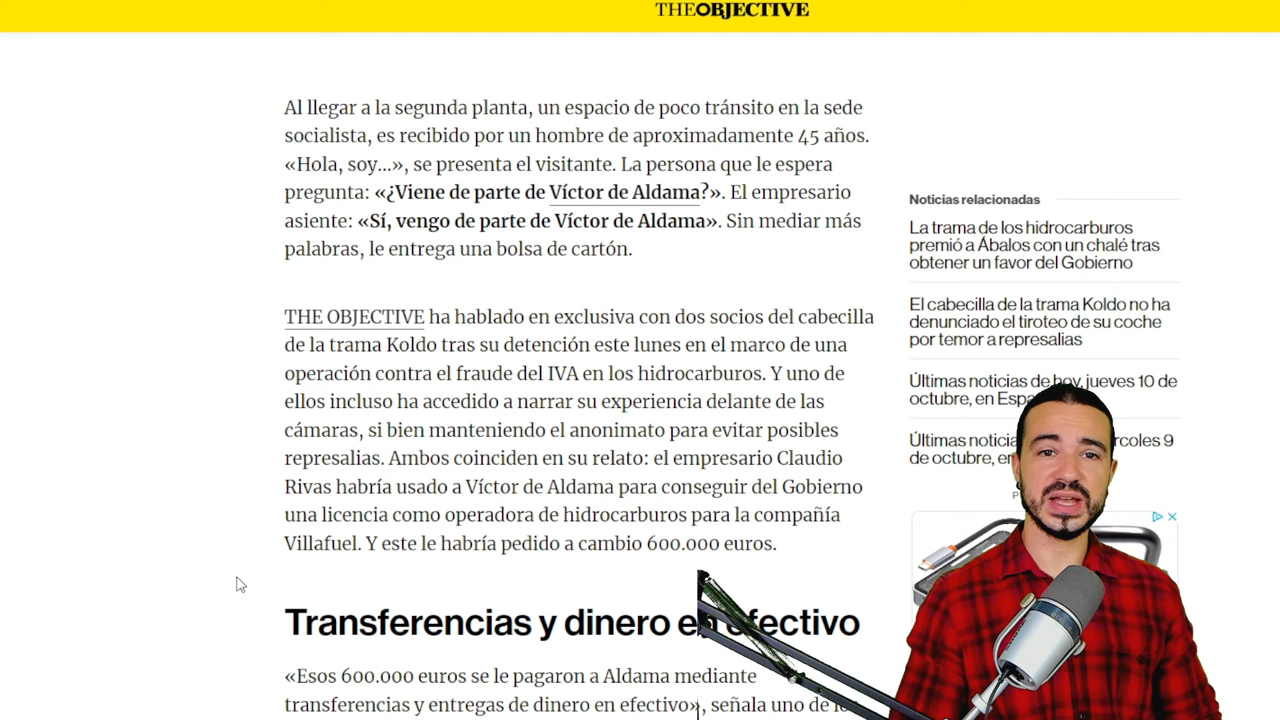 THEOBJECTIVE
Al llegar a la segunda planta, un espacio de poco tránsito en la sede
socialista, es recibido por un hombre de aproximadamente 45 años.
«Hola, soy...», se presenta el visitante. La persona que le espera
pregunta: «¿Viene de parte de Víctor de Aldama?». El empresario
asiente: «Sí, vengo de parte de Víctor de Aldama». Sin mediar más
palabras, le entrega una bolsa de cartón.
THE OBJECTIVE ha hablado en exclusiva con dos socios del cabecilla
de la trama Koldo tras su detención este lunes en el marco de una
operación contra el fraude del IVA en los hidrocarburos. Y uno de
ellos incluso ha accedido a narrar su experiencia delante de las
cámaras, si bien manteniendo el anonimato para evitar posibles
represalias. Ambos coinciden en su relato: el empresario Claudio
Rivas habría usado a Víctor de Aldama para conseguir del Gobierno
una licencia como operadora de hidrocarburos para la compañía
Villafuel. Y este le habría pedido a cambio 600.000 euros.
Transferencias y dinero en efectivo
«Esos 600.000 euros se le pagaron a Aldama mediante
transferencias y entregas de dinero en efectivo», señala uno de
Noticias relacionadas
La trama de los hidrocarburos
premió a Ábalos con un chalé tras
obtener un favor del Gobierno
El cabecilla de la trama Koldo no ha
denunciado el tiroteo de su coche
por temor a represalias
Últimas noticias de hoy, jueves 10 de
octubre, en
Últimas 9
de octubre,